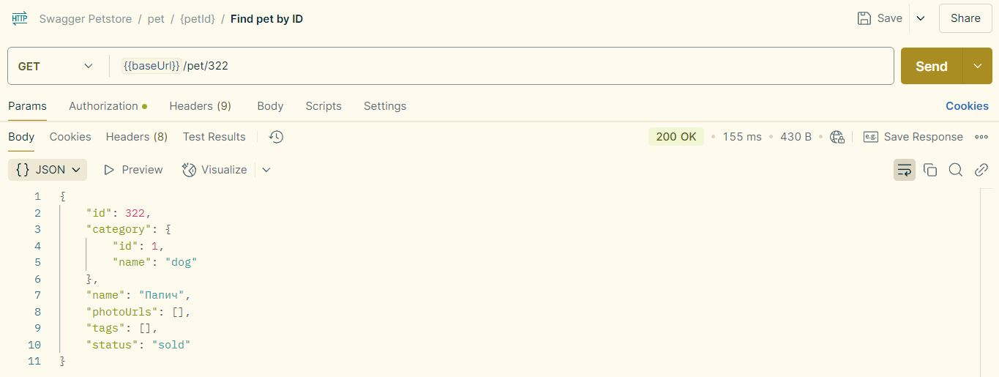 HTTP Swagger Petstore / pet / {petId} / Find pet by ID Save Share
GET {{baseUrl}}/pet/322 Send
Params Authorization Headers (9) Body Scripts Settings Cookies
Body Cookies Headers (8) Test Results 200 OK • 155 ms • 430 B • e.g. Save Response
{} JSON Preview Visualize
1 {
2 "id": 322,
3 "category": {
4 "id": 1,
5 "name": "dog"
6 },
7 "name": "Папич",
8 "photoUrls": [],
9 "tags": [],
10 "status": "sold"
11 }